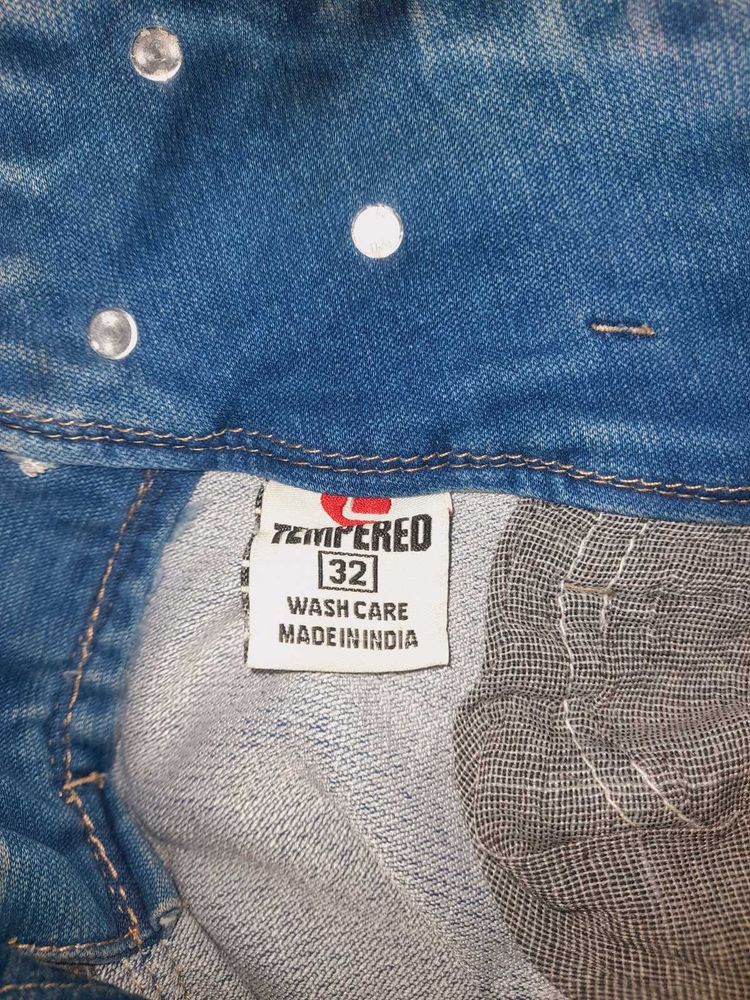 TEMPERED
32
WASH CARE
MADE IN INDIA